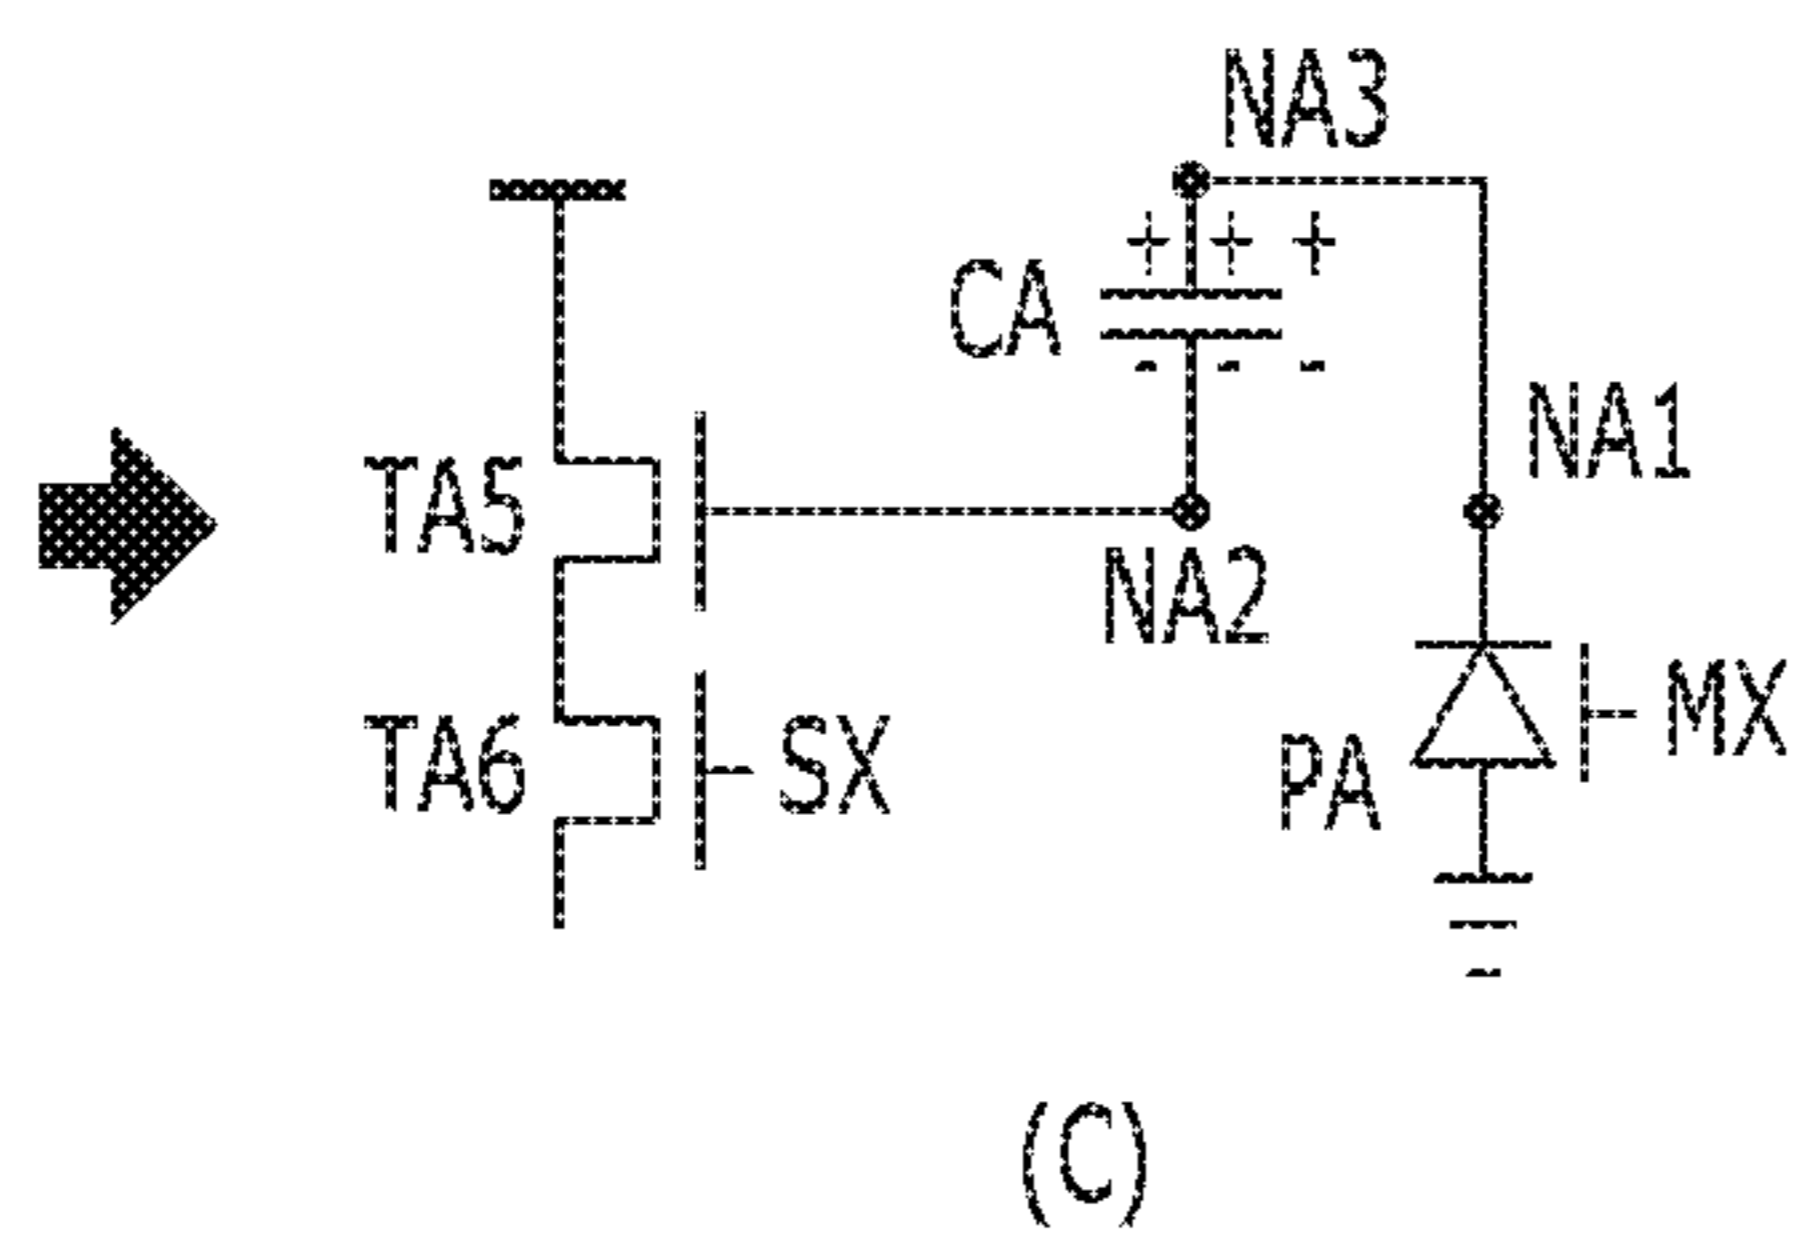 NA3
+ + +
CA
- - -
NA1
TA5
NA2
TA6
SX
PA
MX
(C)